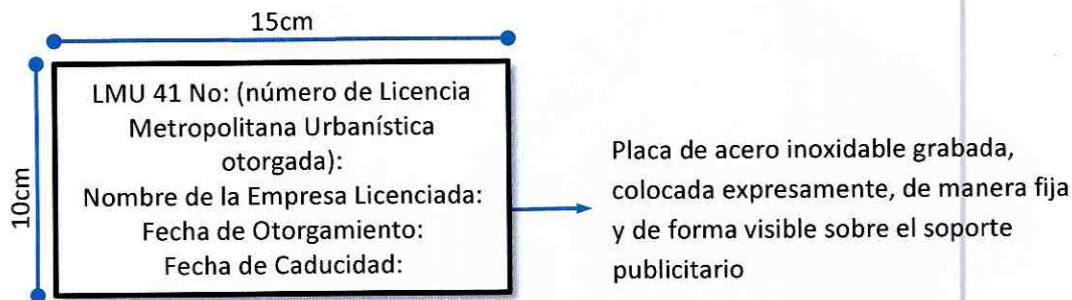 15cm
10cm
LMU 41 No: (número de Licencia
Metropolitana Urbanística
otorgada):
Nombre de la Empresa Licenciada:
Fecha de Otorgamiento:
Fecha de Caducidad:
Placa de acero inoxidable grabada,
colocada expresamente, de manera fija
y de forma visible sobre el soporte
publicitario